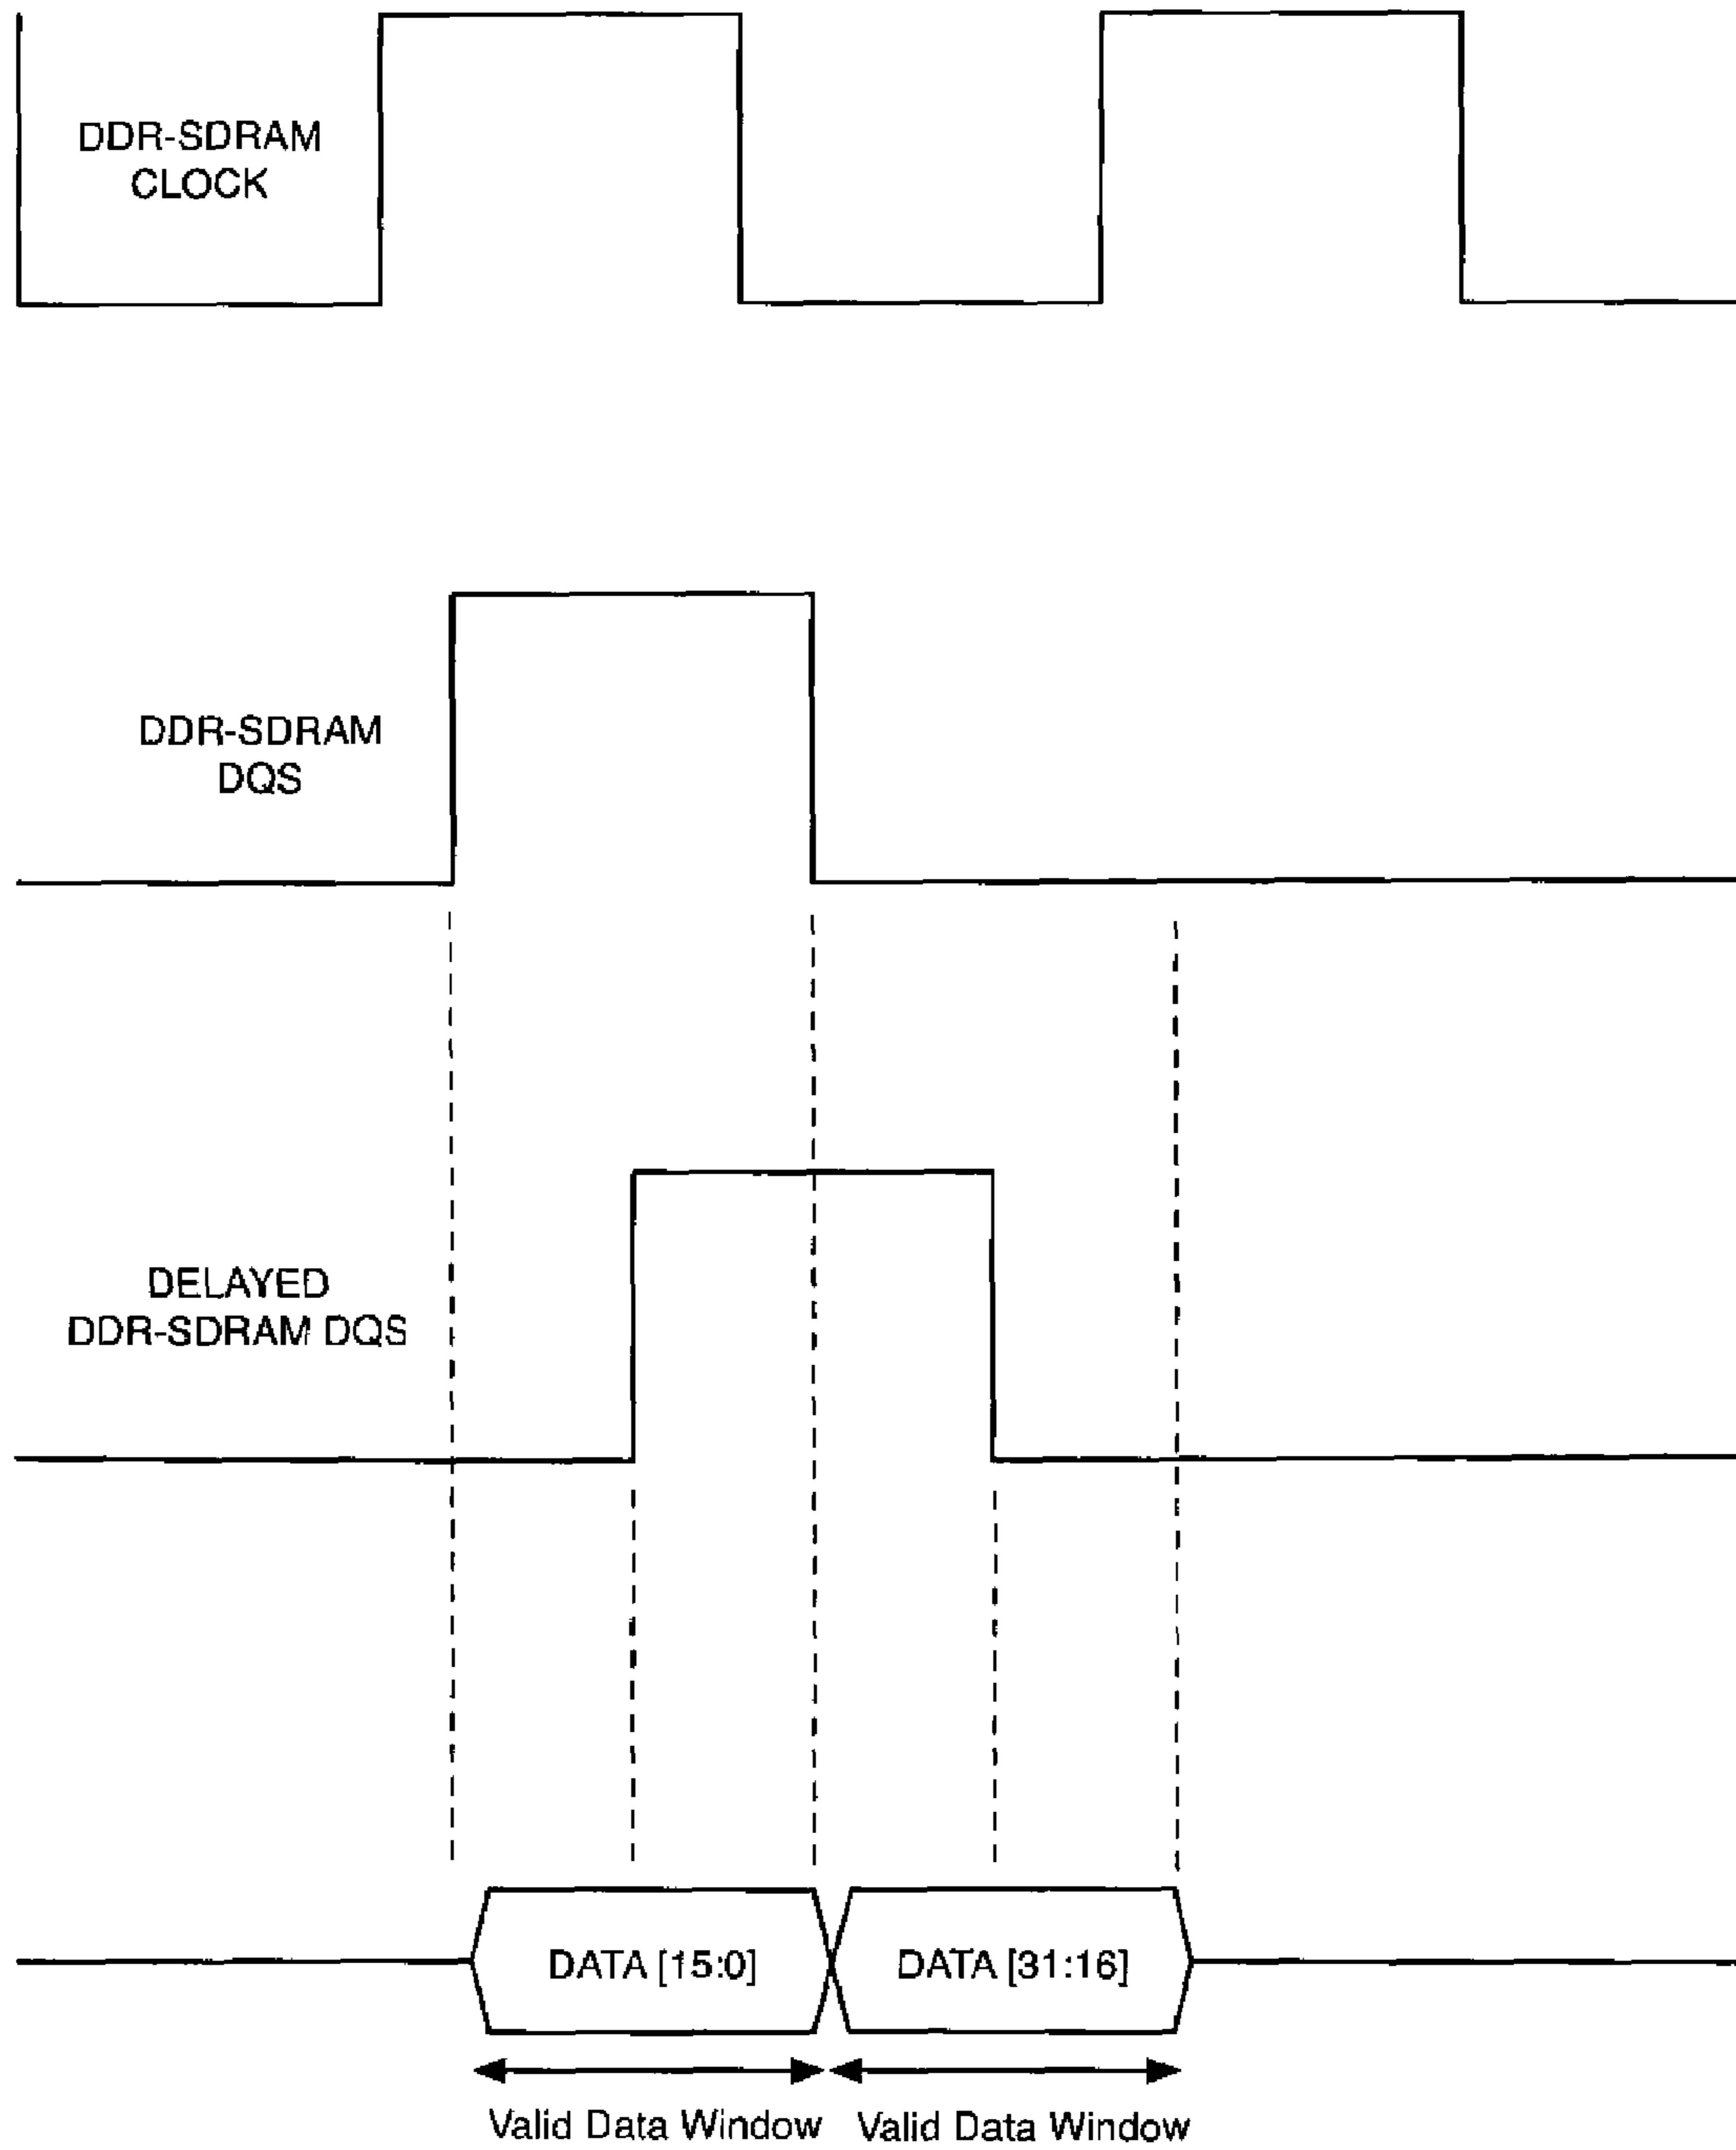 DDR-SDRAM
CLOCK
DDR-SDRAM
DQS
DELAYED
DDR-SDRAM DQS
DATA [15:0] DATA [31:16]
Valid Data Window Valid Data Window